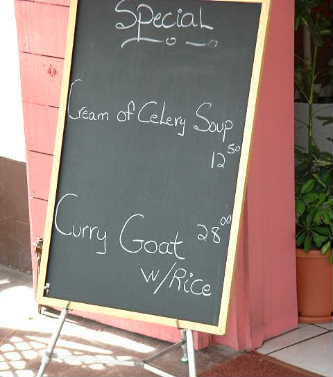 Special
Cream of Celery Soup
12 50
Curry Goat 28 00
w/Rice